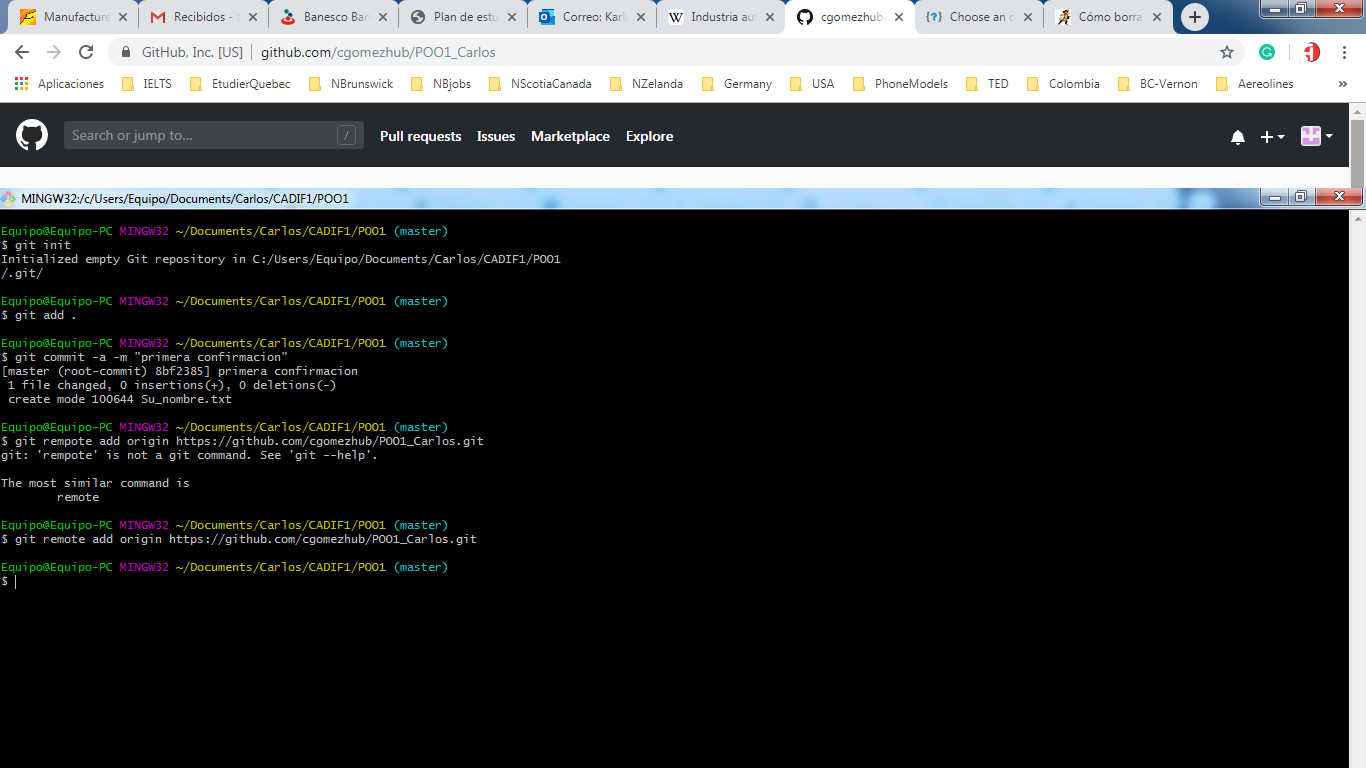 Manufacture
Recibidos - a
Banesco Ban
Plan de estu
Correo: Karla
Industria aut
cgomezhub/
Choose an o
Cómo borra
GitHub, Inc. [US] | github.com/cgomezhub/POO1_Carlos
Aplicaciones IELTS EtudierQuebec NBrunswick NBjobs NScotiaCanada NZelanda Germany USA PhoneModels TED Colombia BC-Vernon Aereolines »
Search or jump to... / Pull requests Issues Marketplace Explore
MINGW32:/c/Users/Equipo/Documents/Carlos/CADIF1/POO1
Equipo@Equipo-PC MINGW32 ~/Documents/Carlos/CADIF1/POO1 (master)
$ git init
Initialized empty Git repository in C:/Users/Equipo/Documents/Carlos/CADIF1/POO1
/.git/
Equipo@Equipo-PC MINGW32 ~/Documents/Carlos/CADIF1/POO1 (master)
$ git add .
Equipo@Equipo-PC MINGW32 ~/Documents/Carlos/CADIF1/POO1 (master)
$ git commit -a -m "primera confirmacion"
[master (root-commit) 8bf2385] primera confirmacion
1 file changed, 0 insertions(+), 0 deletions(-)
create mode 100644 Su_nombre.txt
Equipo@Equipo-PC MINGW32 ~/Documents/Carlos/CADIF1/POO1 (master)
$ git rempote add origin https://github.com/cgomezhub/POO1_Carlos.git
git: 'rempote' is not a git command. See 'git --help'.
The most similar command is
remote
Equipo@Equipo-PC MINGW32 ~/Documents/Carlos/CADIF1/POO1 (master)
$ git remote add origin https://github.com/cgomezhub/POO1_Carlos.git
Equipo@Equipo-PC MINGW32 ~/Documents/Carlos/CADIF1/POO1 (master)
$